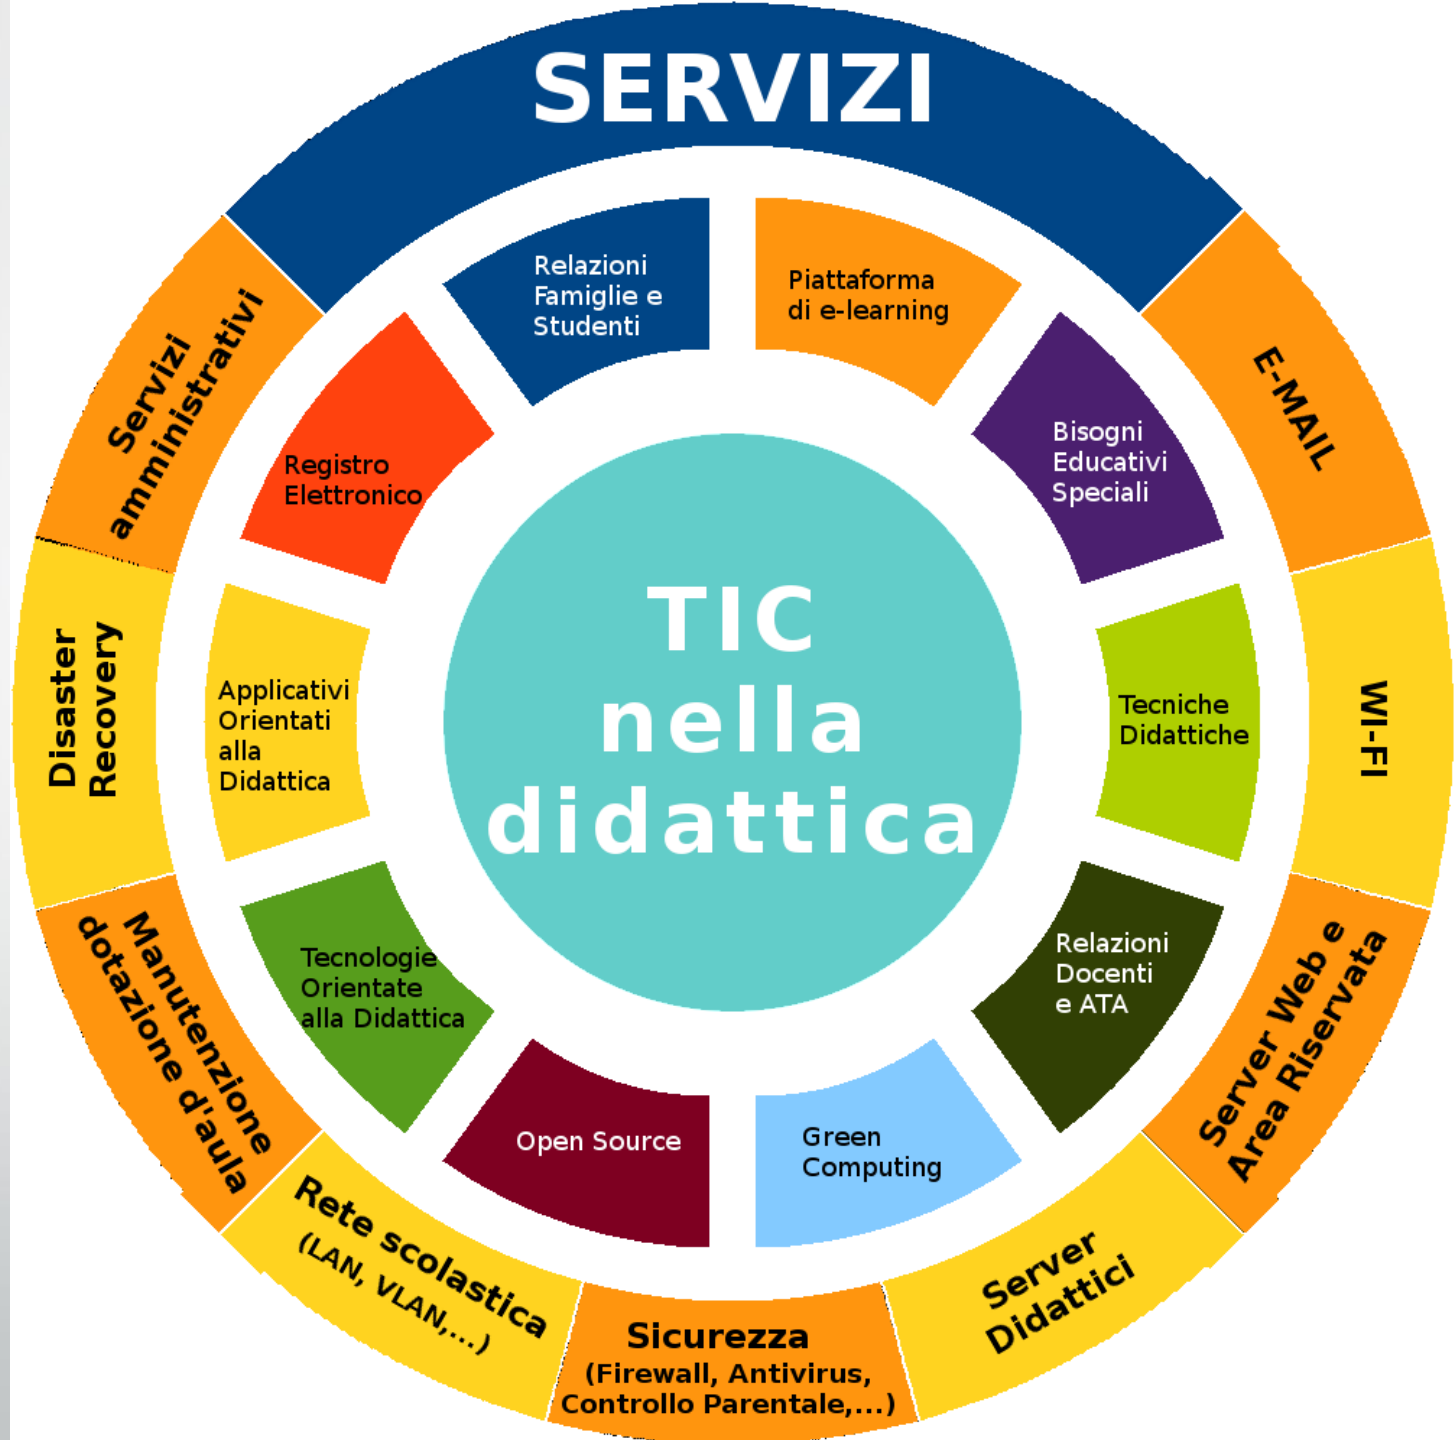 SERVIZI
E-MAIL
WI-FI
Server Web e
Area Riservata
Server
Didattici
Sicurezza
(Firewall, Antivirus,
Controllo Parentale,...)
Rete scolastica
(LAN, VLAN,...)
Manutenzione
dotazione d'aula
Disaster
Recovery
Servizi
amministrativi
Relazioni
Famiglie e
Studenti
Piattaforma
di e-learning
Bisogni
Educativi
Speciali
Tecniche
Didattiche
Relazioni
Docenti
e ATA
Green
Computing
Open Source
Tecnologie
Orientate
alla Didattica
Applicativi
Orientati
alla
Didattica
Registro
Elettronico
TIC
nella
didattica